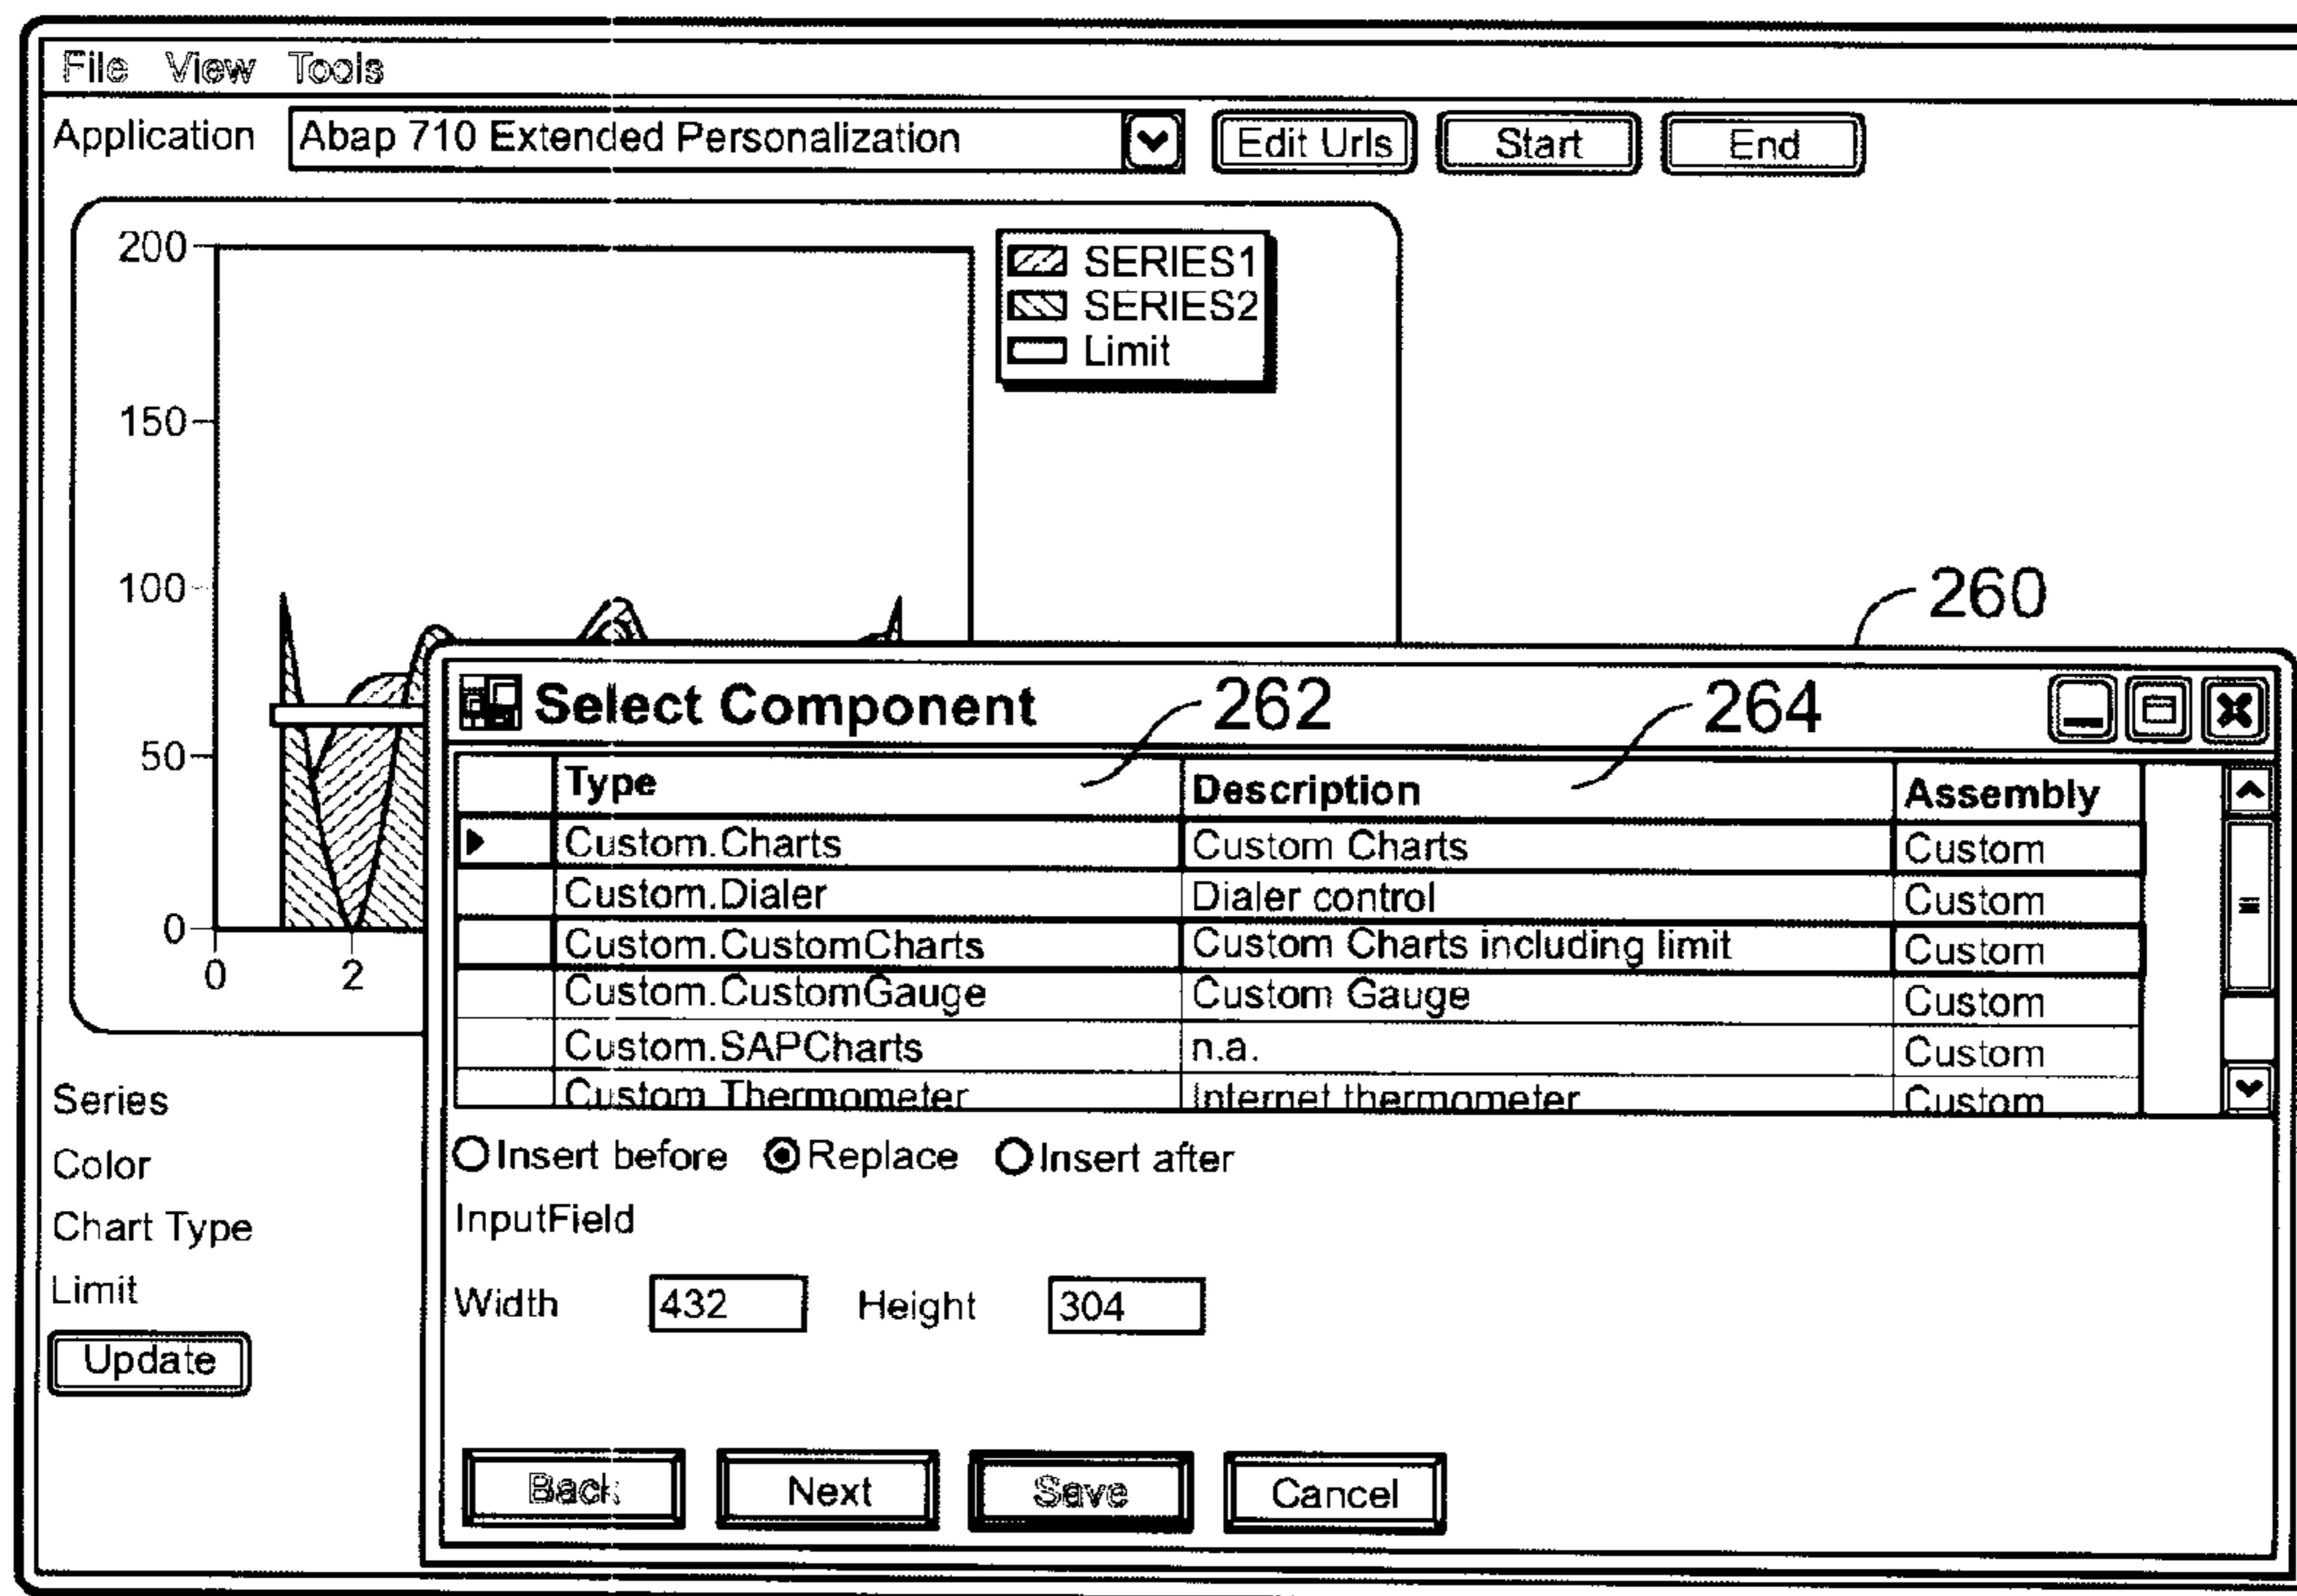 File View Tools
Application Abap 710 Extended Personalization Edit Urls Start End
200
150
100
50
0
0 2
SERIES1
SERIES2
Limit
260
Select Component 262 264
Type Description Assembly
Custom.Charts Custom Charts Custom
Custom.Dialer Dialer control Custom
Custom.CustomCharts Custom Charts including limit Custom
Custom.CustomGauge Custom Gauge Custom
Custom.SAPCharts n.a. Custom
Custom Thermometer Internet thermometer Custom
Insert before Replace Insert after
InputField
Width 432 Height 304
Back Next Save Cancel
Series
Color
Chart Type
Limit
Update